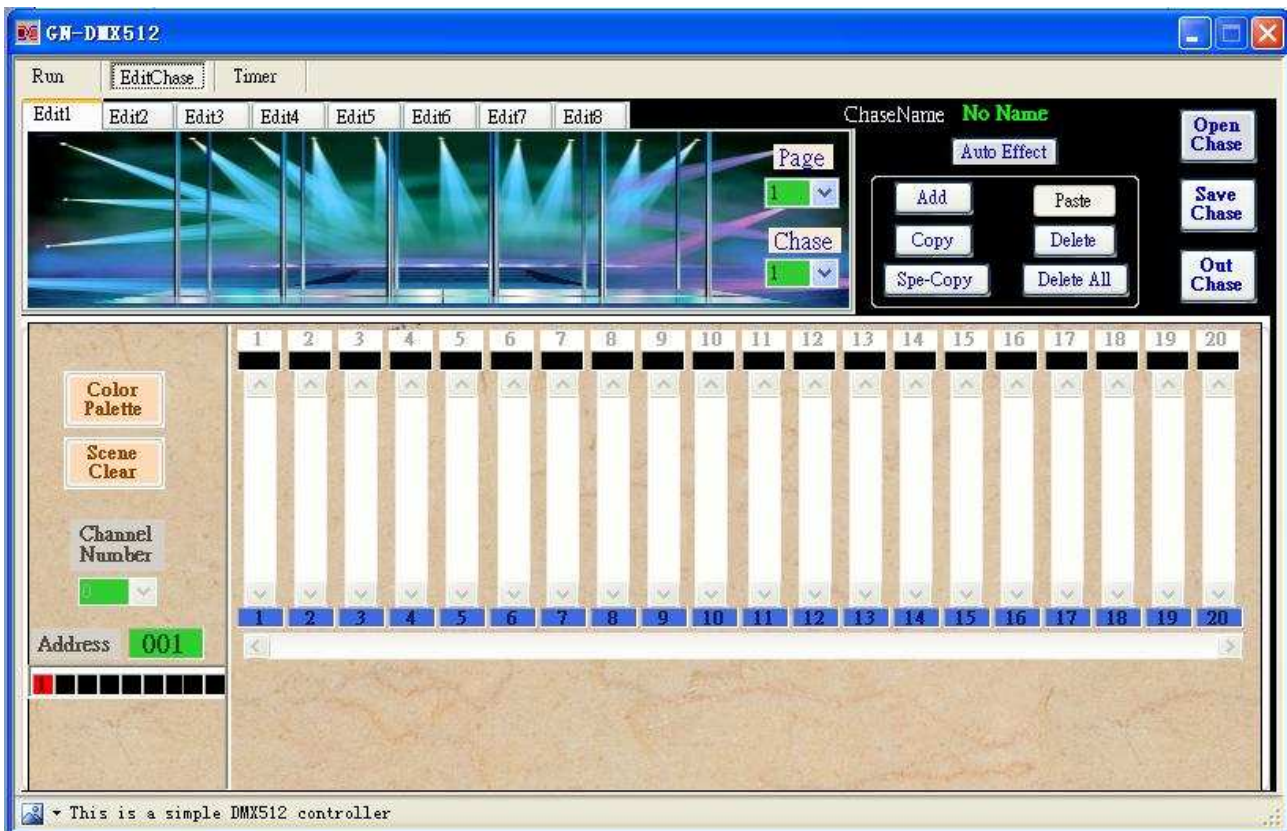 GN-DMX512
Run EditChase Timer
Edit1 Edit2 Edit3 Edit4 Edit5 Edit6 Edit7 Edit8
ChaseName No Name
Auto Effect
Page
1
Chase
1
Add Paste
Copy Delete
Spe-Copy Delete All
Open
Chase
Save
Chase
Out
Chase
1 2 3 4 5 6 7 8 9 10 11 12 13 14 15 16 17 18 19 20
Color
Palette
Scene
Clear
Channel
Number
0
1 2 3 4 5 6 7 8 9 10 11 12 13 14 15 16 17 18 19 20
Address 001
1
This is a simple DMX512 controller